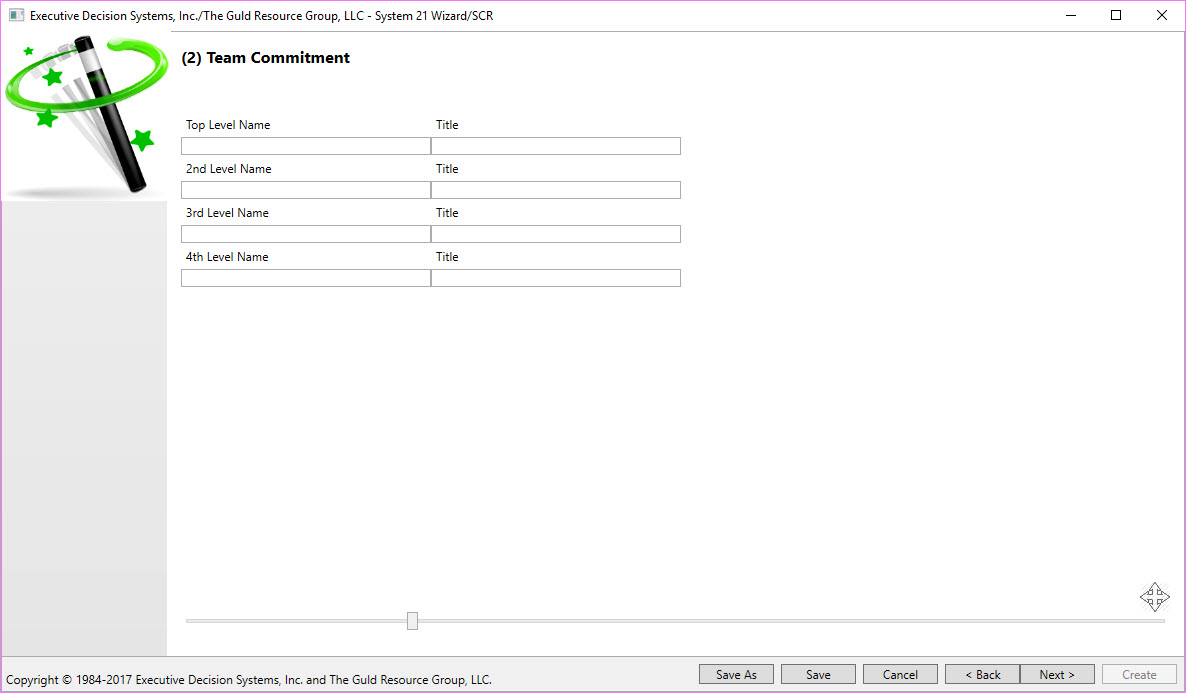 Executive Decision Systems, Inc./The Guld Resource Group, LLC - System 21 Wizard/SCR
(2) Team Commitment
Top Level Name Title
2nd Level Name Title
3rd Level Name Title
4th Level Name Title
Save As Save Cancel < Back Next > Create
Copyright © 1984-2017 Executive Decision Systems, Inc. and The Guld Resource Group, LLC.